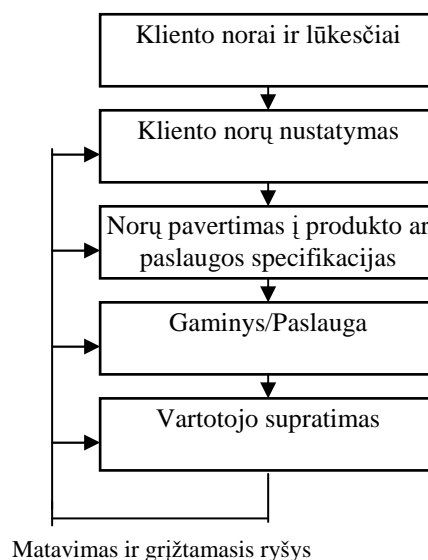 Kliento norai ir lūkesčiai
Kliento norų nustatymas
Norų pavertimas į produkto ar
paslaugos specifikacijas
Gaminys/Paslauga
Vartotojo supratimas
Matavimas ir grįžtamasis ryšys